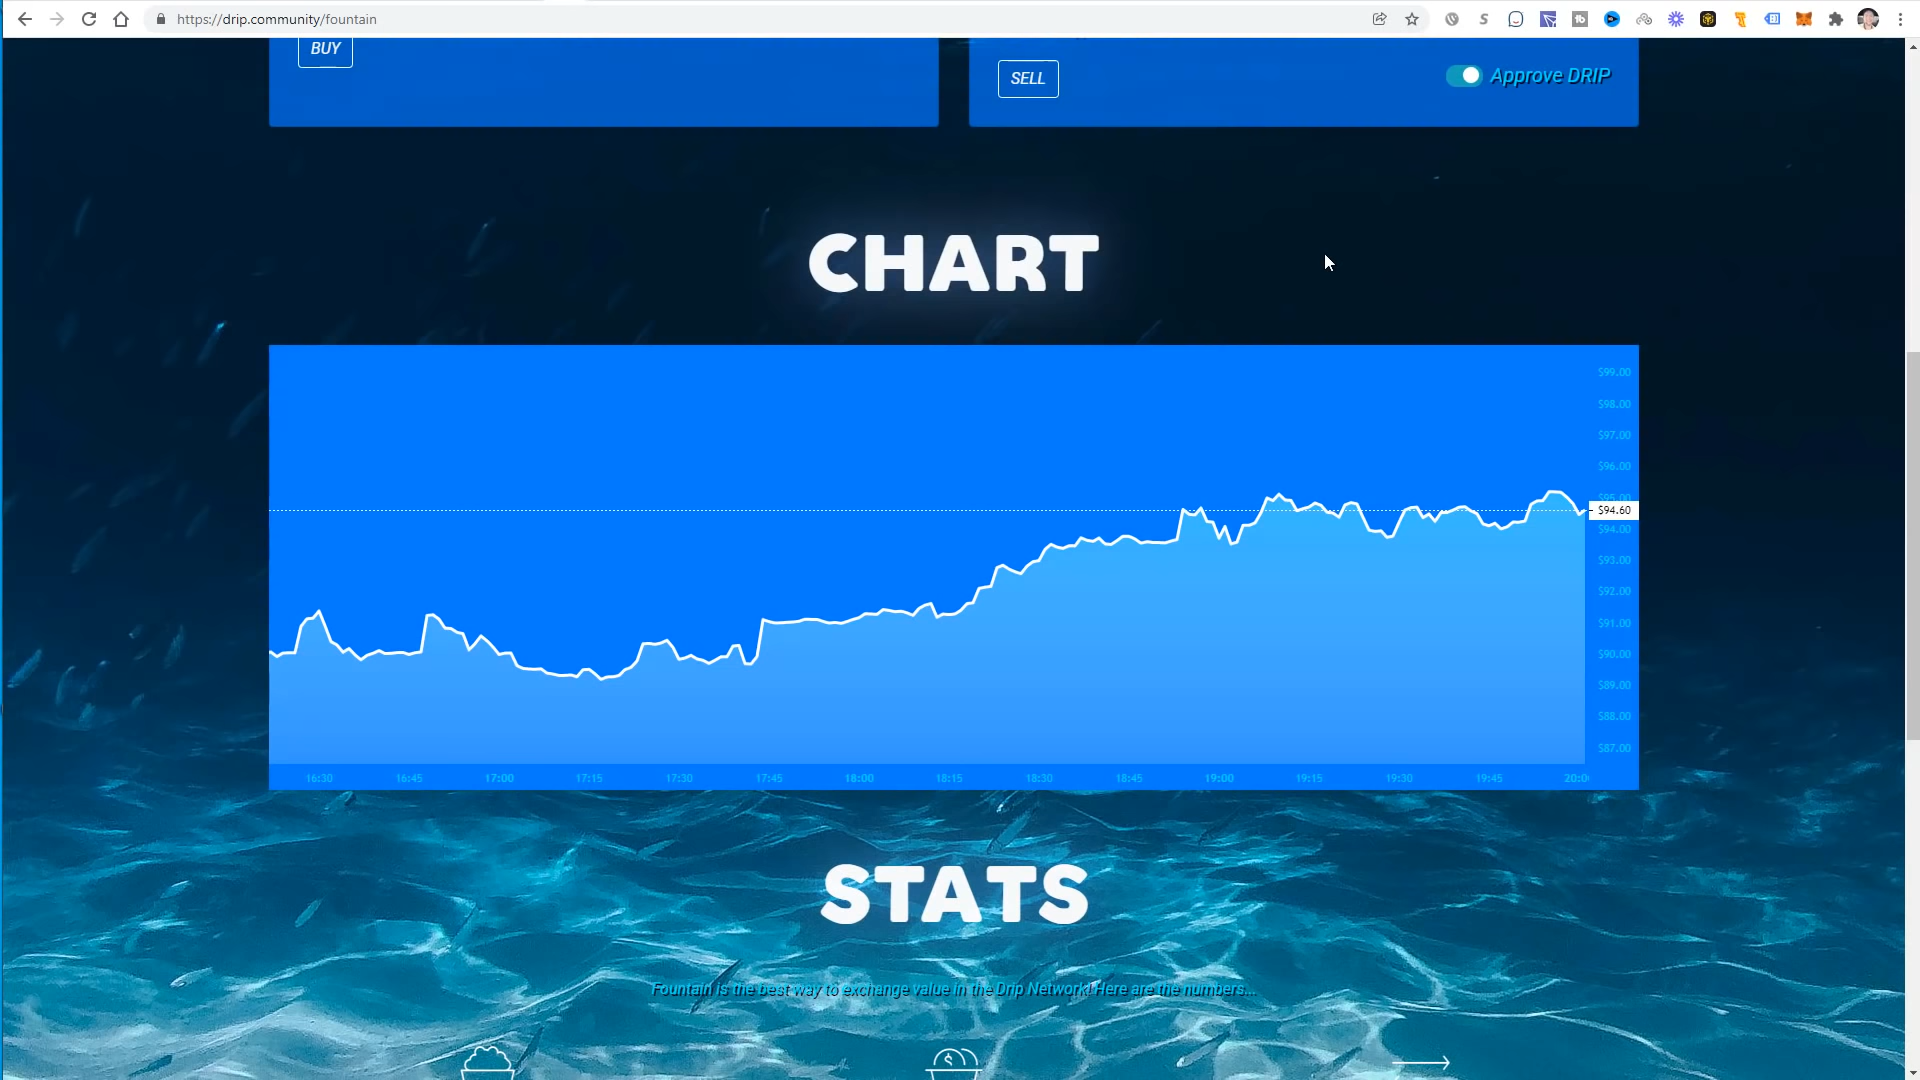 https://drip.community/fountain
BUY
SELL
Approve DRIP
CHART
$99.00
$98.00
$97.00
$96.00
$95.00
$94.60
$94.00
$93.00
$92.00
$91.00
$90.00
$89.00
$88.00
$87.00
16:30 16:45 17:00 17:15 17:30 17:45 18:00 18:15 18:30 18:45 19:00 19:15 19:30 19:45 20:0
STATS
Fountain is the best way to exchange value in the Drip Network! Here are the numbers...